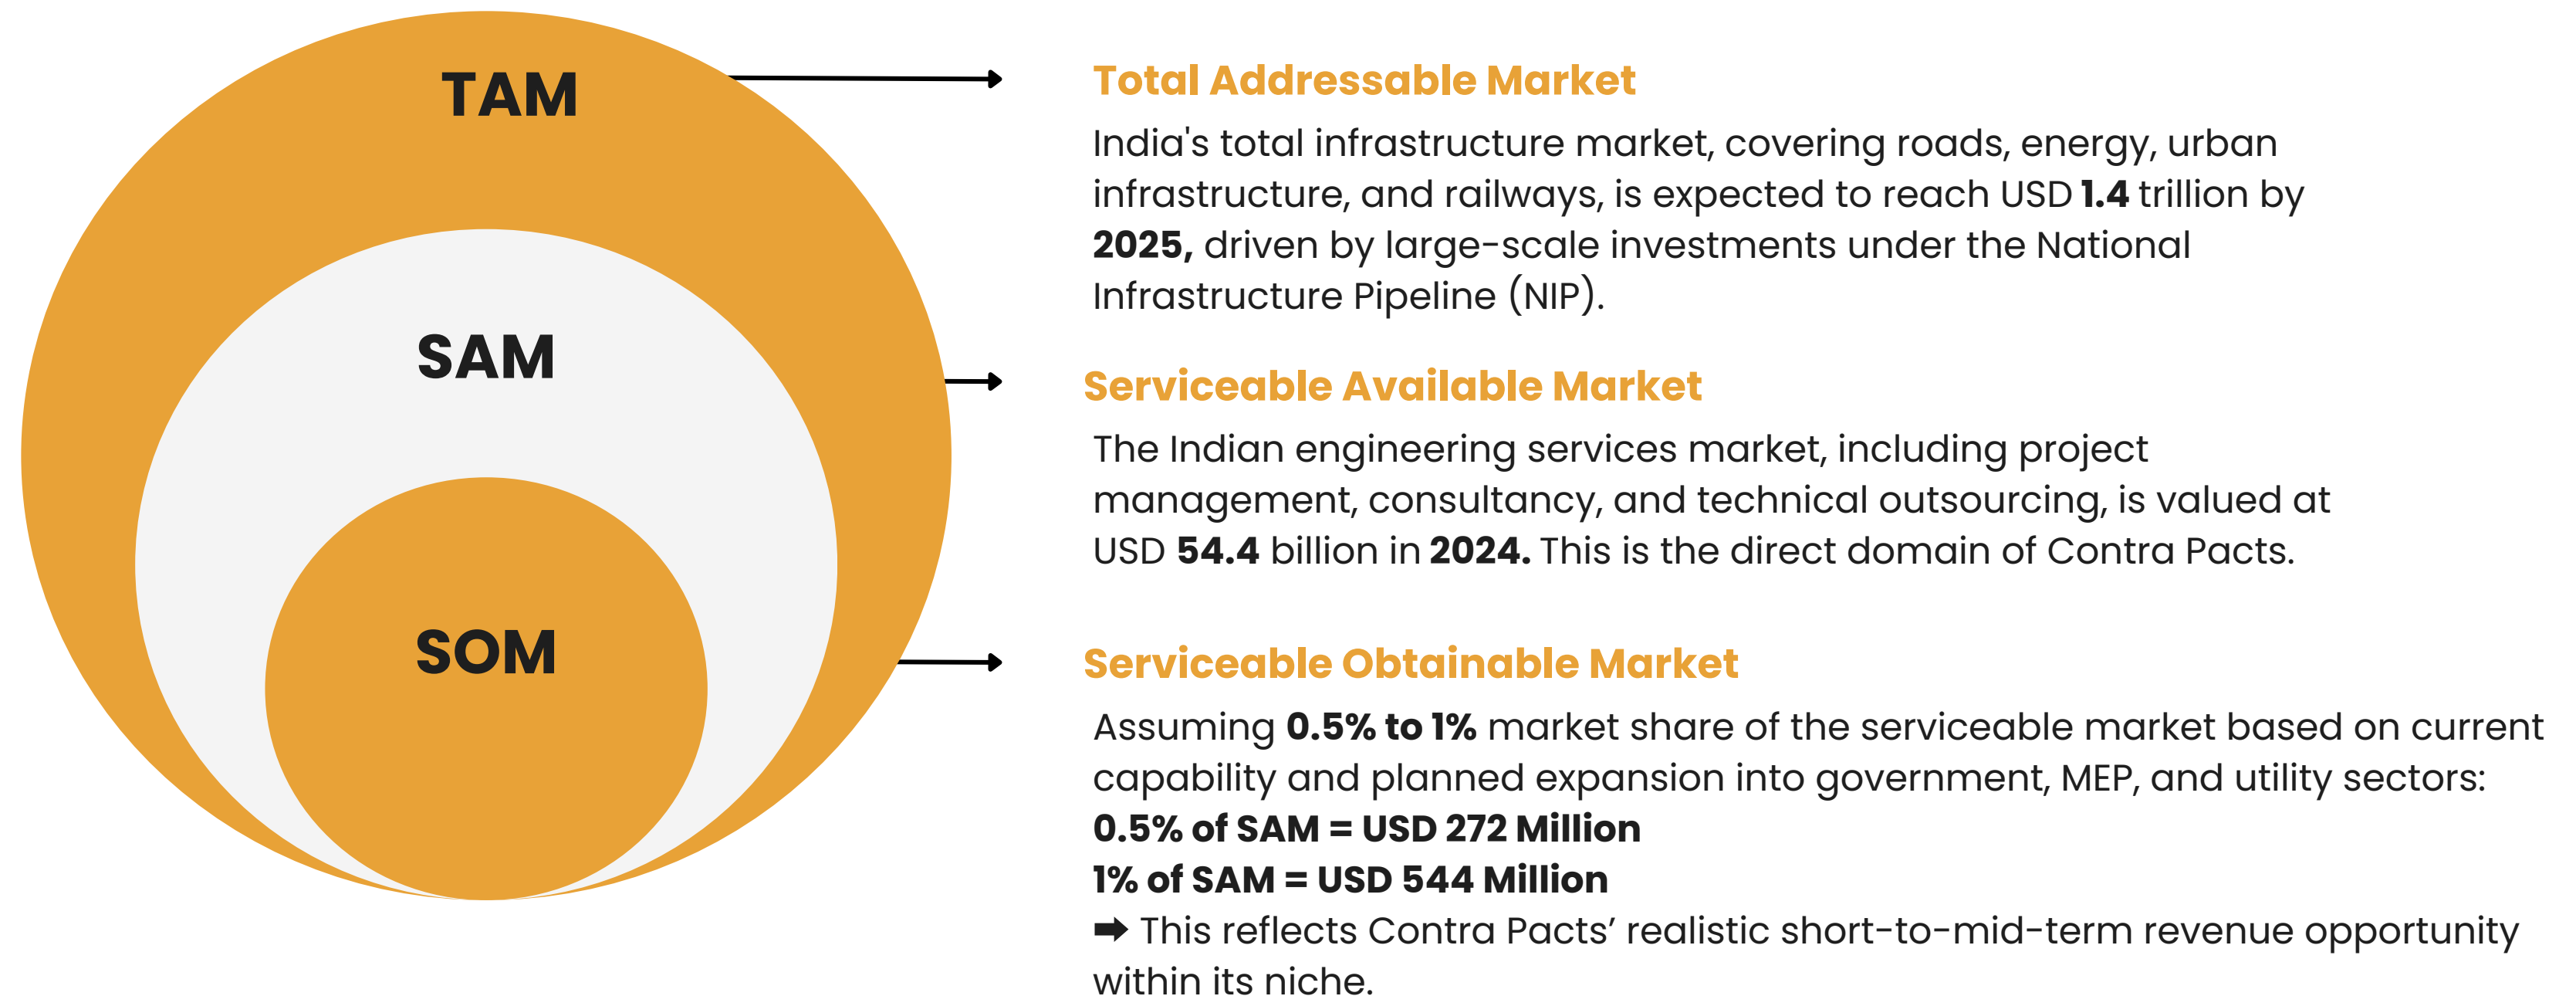 TAM
SAM
SOM
Total Addressable Market
India's total infrastructure market, covering roads, energy, urban
infrastructure, and railways, is expected to reach USD 1.4 trillion by
2025, driven by large-scale investments under the National
Infrastructure Pipeline (NIP).
Serviceable Available Market
The Indian engineering services market, including project
management, consultancy, and technical outsourcing, is valued at
USD 54.4 billion in 2024. This is the direct domain of Contra Pacts.
Serviceable Obtainable Market
Assuming 0.5% to 1% market share of the serviceable market based on current
capability and planned expansion into government, MEP, and utility sectors:
0.5% of SAM = USD 272 Million
1% of SAM = USD 544 Million
➡ This reflects Contra Pacts’ realistic short-to-mid-term revenue opportunity
within its niche.